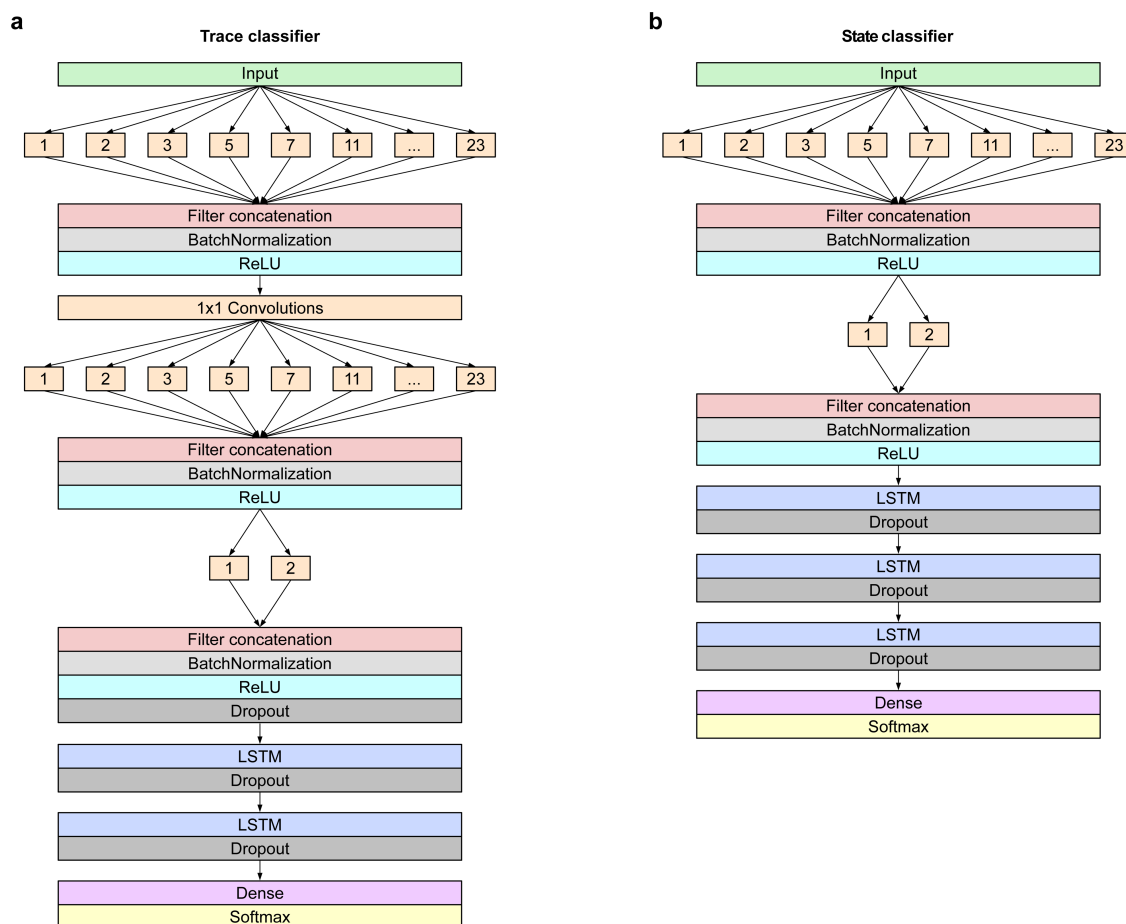 a
Trace classifier
Input
1 2 3 5 7 11 ... 23
Filter concatenation
BatchNormalization
ReLU
1x1 Convolutions
1 2 3 5 7 11 ... 23
Filter concatenation
BatchNormalization
ReLU
1 2
Filter concatenation
BatchNormalization
ReLU
Dropout
LSTM
Dropout
LSTM
Dropout
Dense
Softmax
b
State classifier
Input
1 2 3 5 7 11 ... 23
Filter concatenation
BatchNormalization
ReLU
1 2
Filter concatenation
BatchNormalization
ReLU
LSTM
Dropout
LSTM
Dropout
LSTM
Dropout
Dense
Softmax